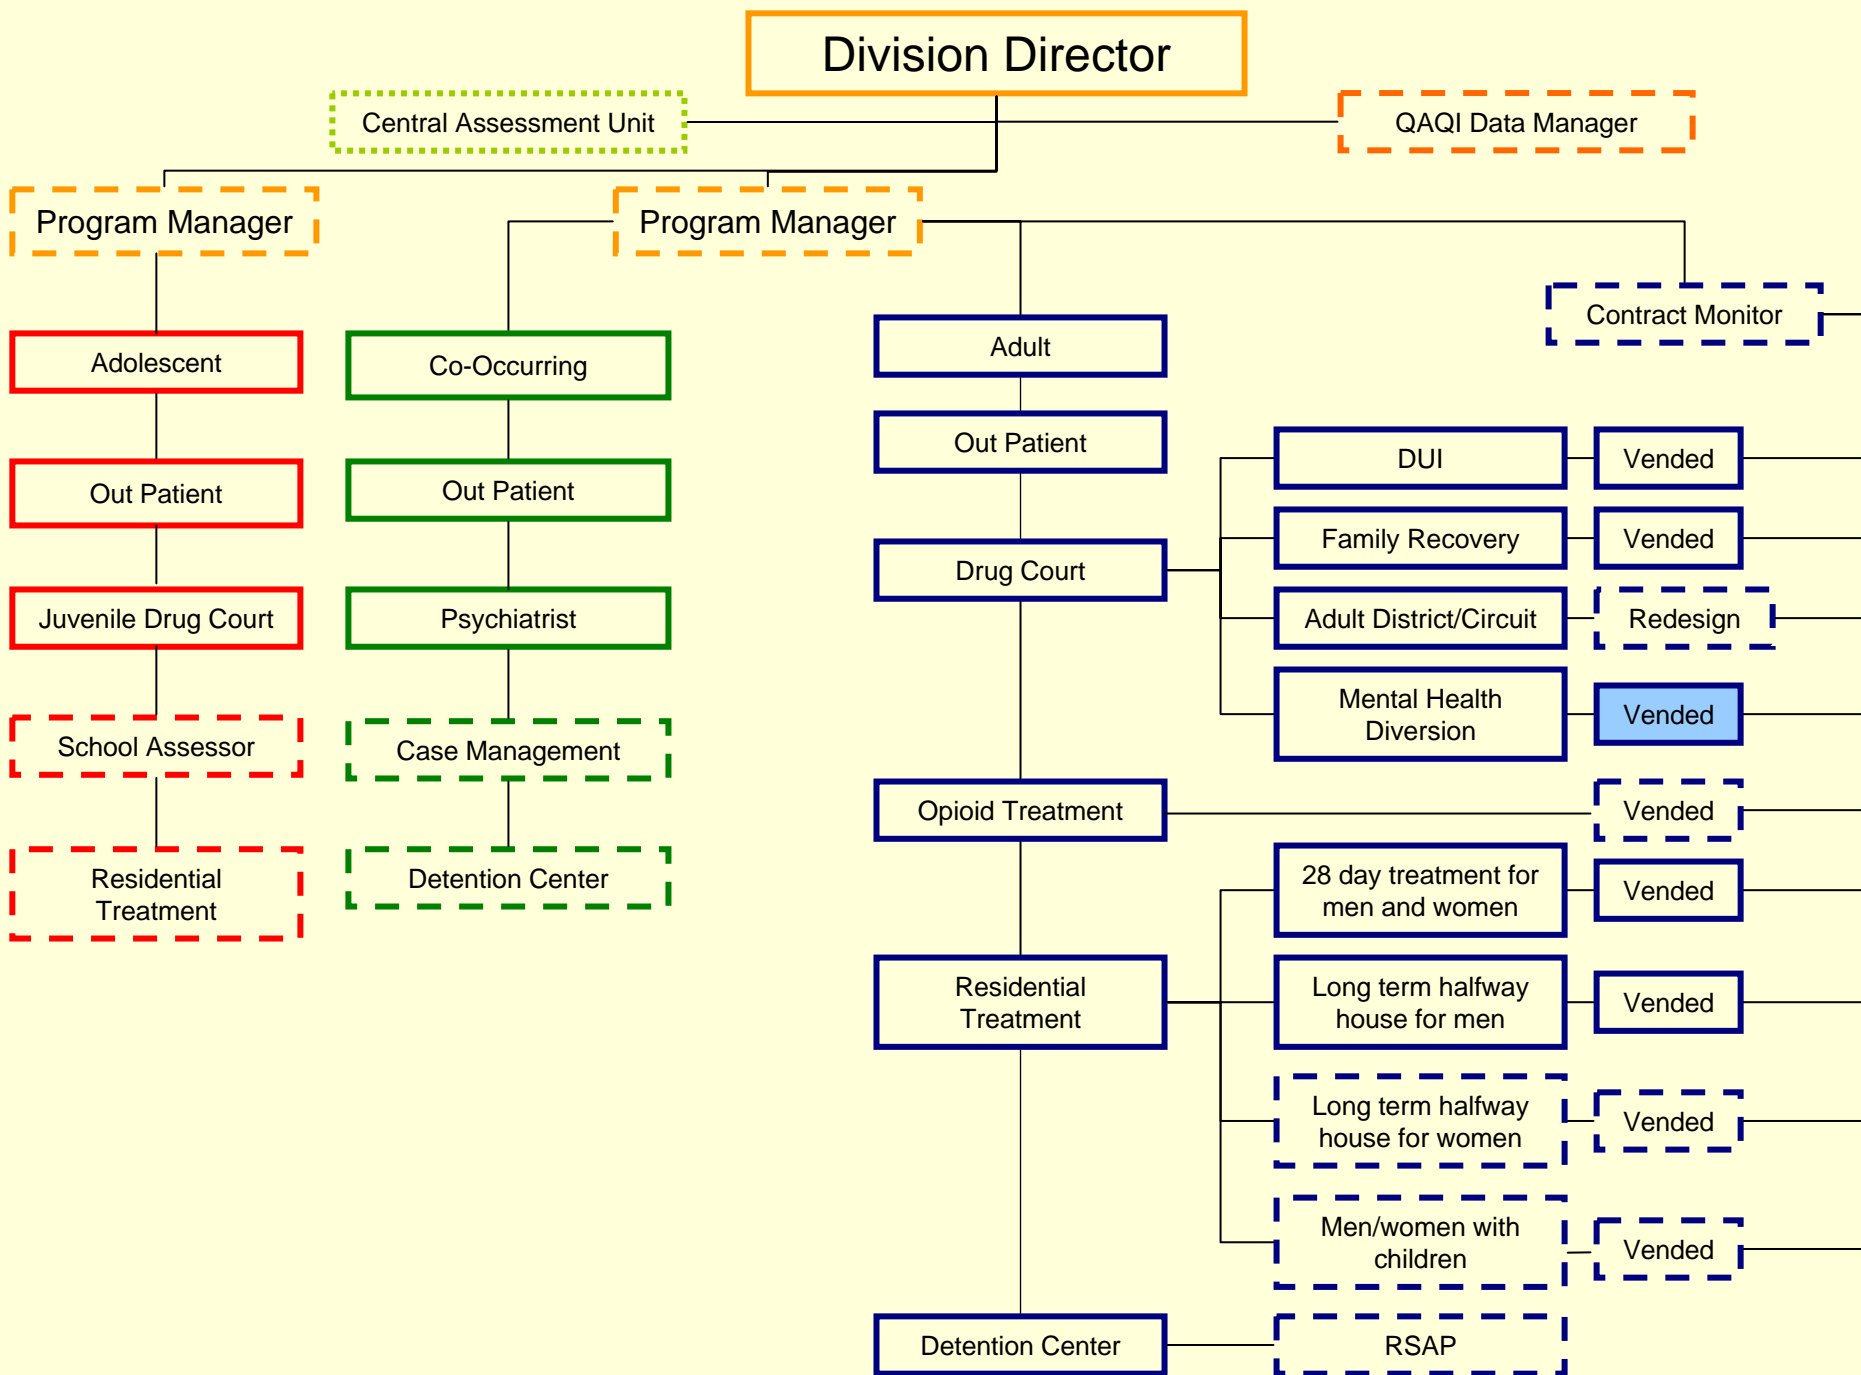 Division Director
Central Assessment Unit
QAQI Data Manager
Program Manager
Program Manager
Contract Monitor
Adolescent
Out Patient
Juvenile Drug Court
School Assessor
Residential
Treatment
Co-Occurring
Out Patient
Psychiatrist
Case Management
Detention Center
Adult
Out Patient
Drug Court
DUI
Vended
Family Recovery
Vended
Adult District/Circuit
Redesign
Mental Health
Diversion
Vended
Opioid Treatment
Vended
Residential
Treatment
28 day treatment for
men and women
Vended
Long term halfway
house for men
Vended
Long term halfway
house for women
Vended
Men/women with
children
Vended
Detention Center
RSAP